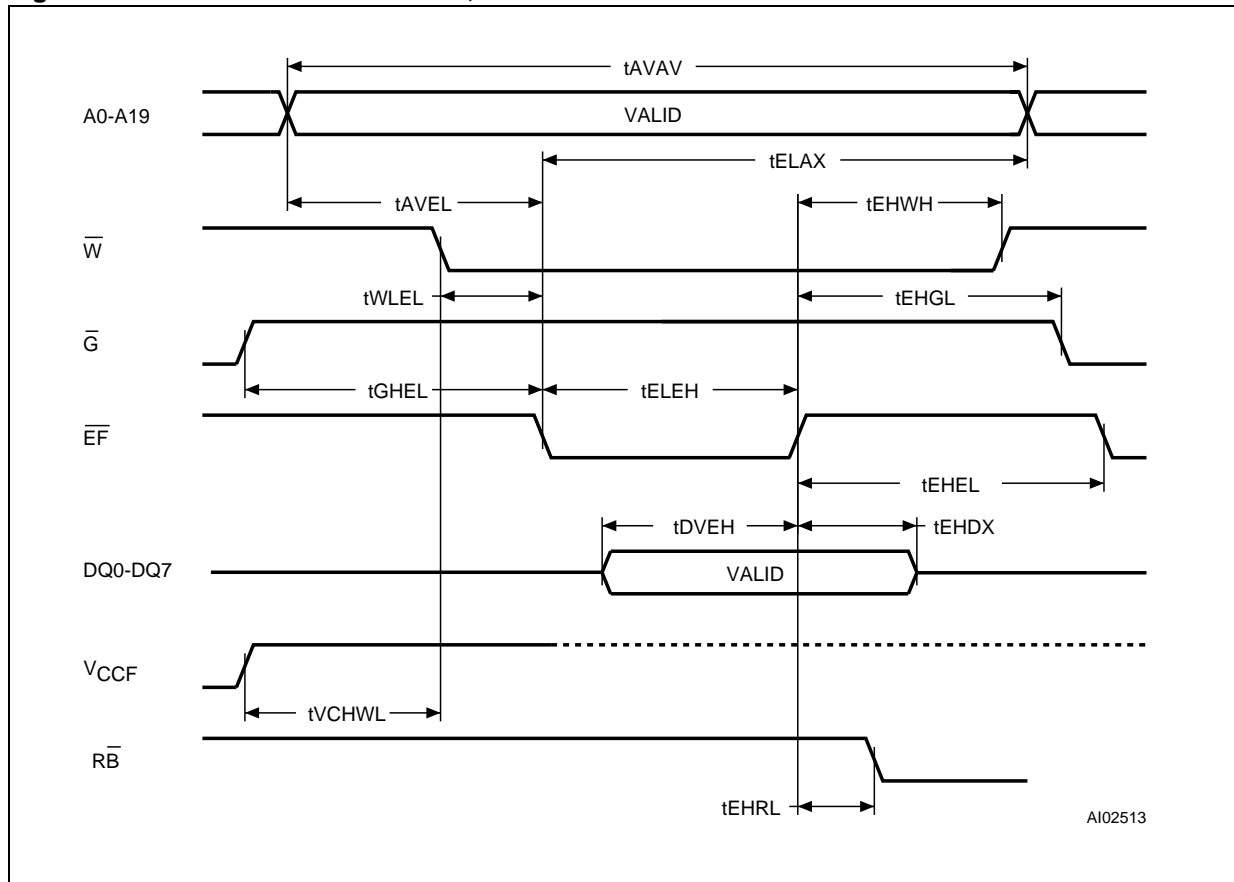 tAVAV
A0-A19
VALID
tELAX
tAVEL
tEHWH
W̅
tWLEL
tEHGL
G̅
tGHEL
tELEH
E̅F̅
tEHEL
tDVEH
tEHDX
DQ0-DQ7
VALID
VCCF
tVCHWL
RB̅
tEHRL
AI02513